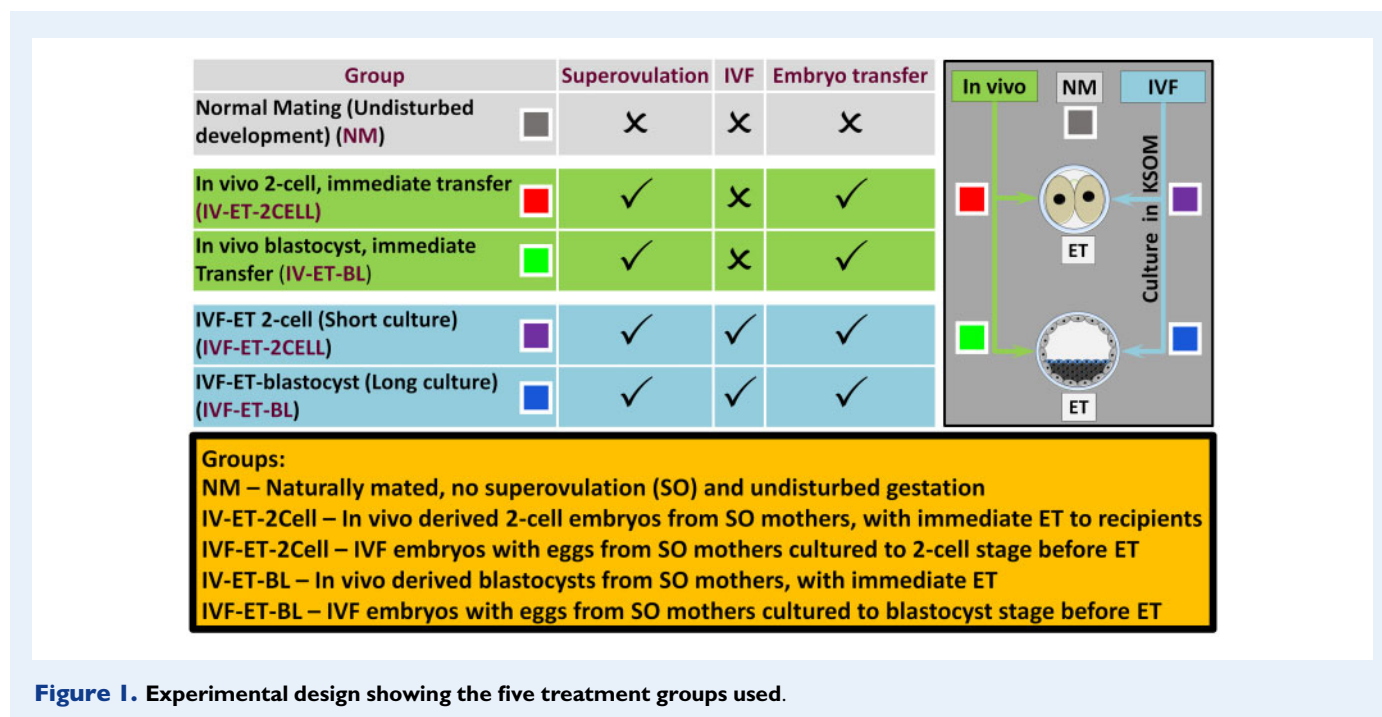 Group Superovulation IVF Embryo transfer
Normal Mating (Undisturbed
development) (NM)
In vivo 2-cell, immediate transfer
(IV-ET-2CELL)
In vivo blastocyst, immediate
Transfer (IV-ET-BL)
IVF-ET 2-cell (Short culture)
(IVF-ET-2CELL)
IVF-ET-blastocyst (Long culture)
(IVF-ET-BL)
In vivo NM IVF
ET
Culture in KSOM
ET
Groups:
NM – Naturally mated, no superovulation (SO) and undisturbed gestation
IV-ET-2Cell – In vivo derived 2-cell embryos from SO mothers, with immediate ET to recipients
IVF-ET-2Cell – IVF embryos with eggs from SO mothers cultured to 2-cell stage before ET
IV-ET-BL – In vivo derived blastocysts from SO mothers, with immediate ET
IVF-ET-BL – IVF embryos with eggs from SO mothers cultured to blastocyst stage before ET
Figure 1. Experimental design showing the five treatment groups used.